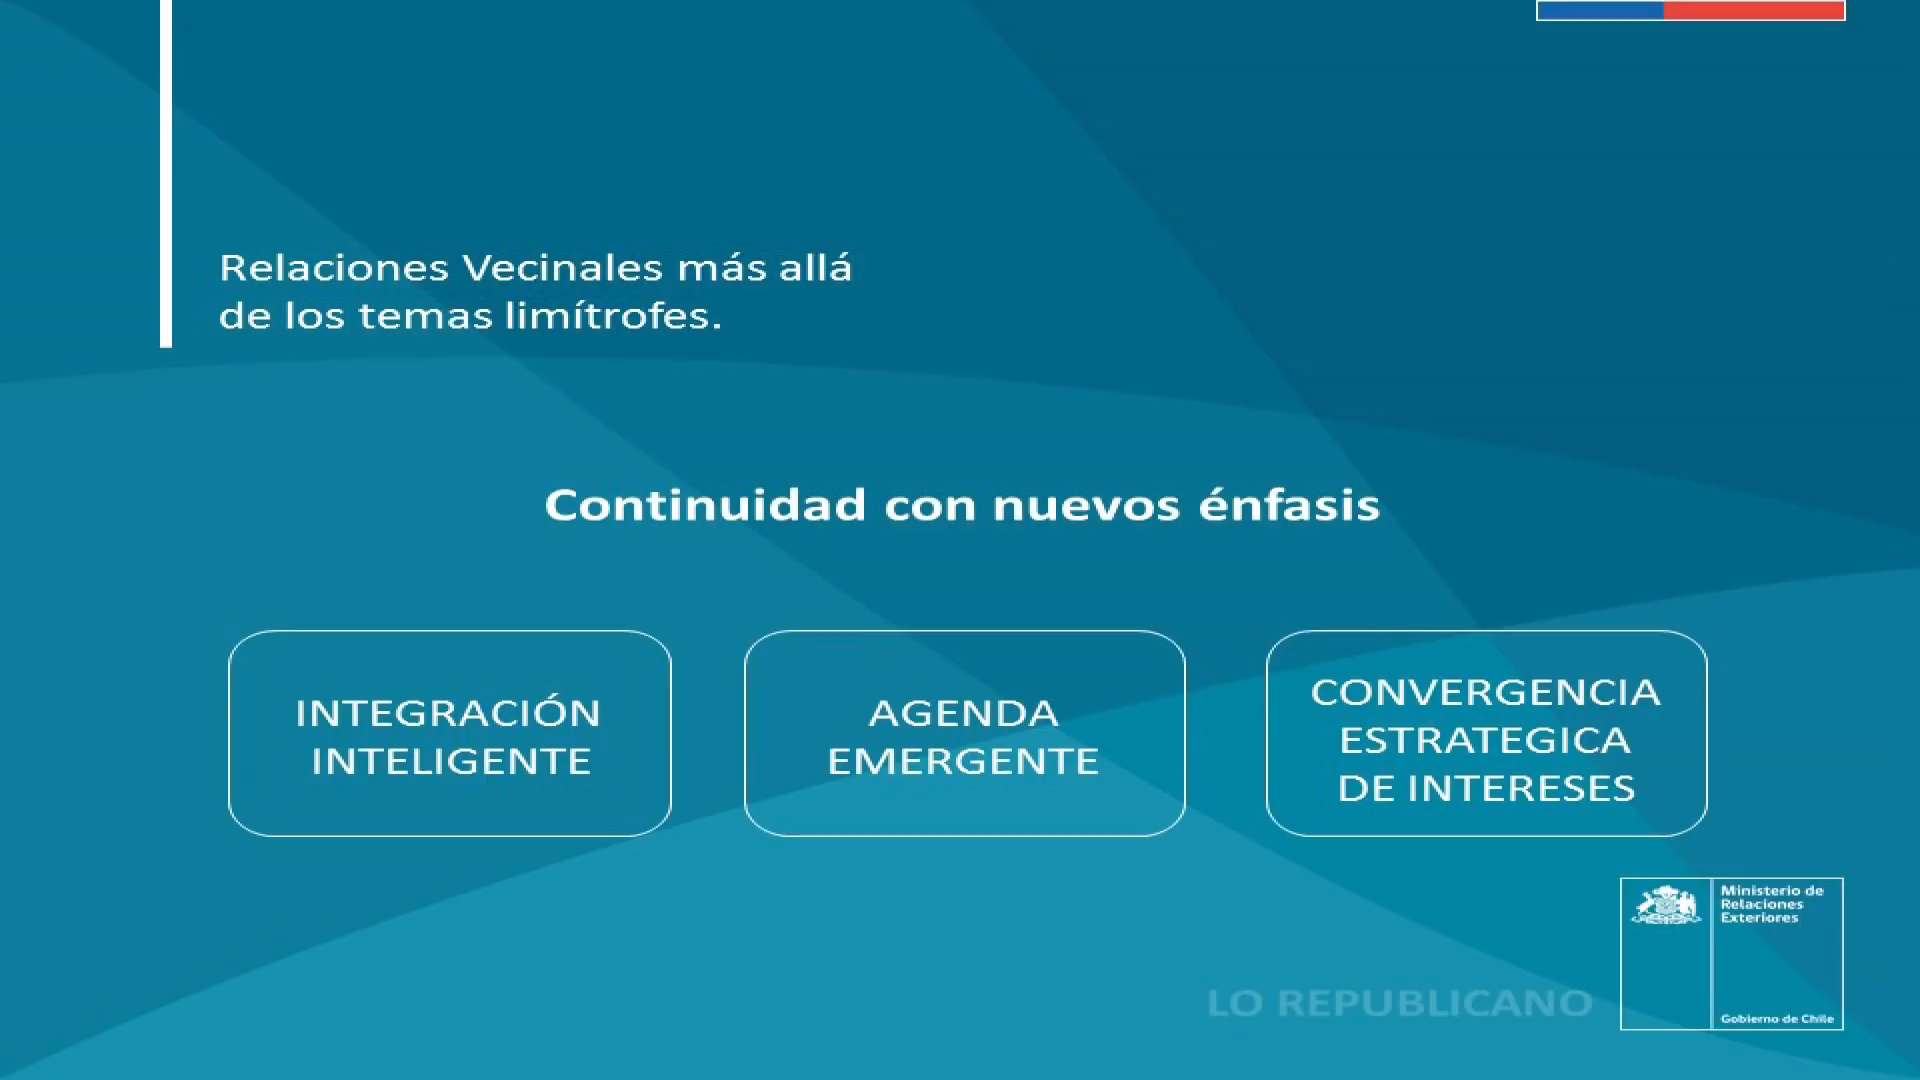 Relaciones Vecinales más allá
de los temas limítrofes.
Continuidad con nuevos énfasis
INTEGRACIÓN
INTELIGENTE
AGENDA
EMERGENTE
CONVERGENCIA
ESTRATEGICA
DE INTERESES
Ministerio de
Relaciones
Exteriores
LO REPUBLICANO
Gobierno de Chile